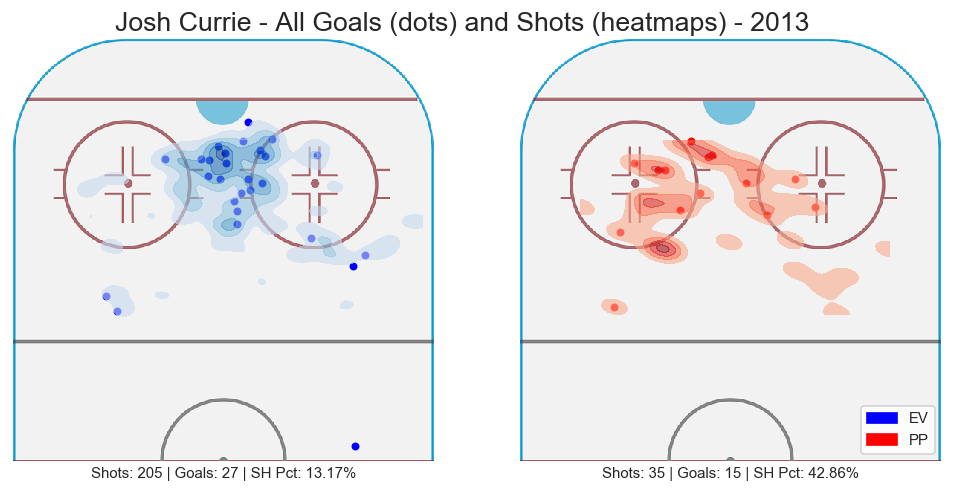 Josh Currie - All Goals (dots) and Shots (heatmaps) - 2013
EV
PP
Shots: 205 | Goals: 27 | SH Pct: 13.17%
Shots: 35 | Goals: 15 | SH Pct: 42.86%